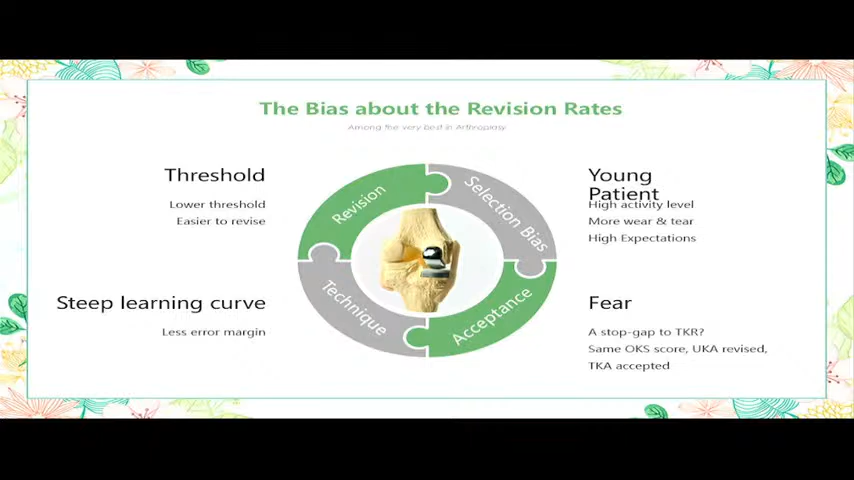 The Bias about the Revision Rates
Among the very best in Arthroplasy
Threshold
Lower threshold
Easier to revise
Revision
Selection Bias
Young
Patient
High activity level
More wear & tear
High Expectations
Steep learning curve
Less error margin
Technique
Acceptance
Fear
A stop-gap to TKR?
Same OKS score, UKA revised,
TKA accepted